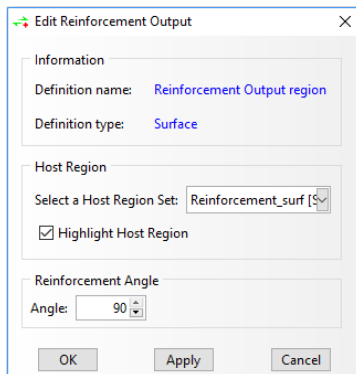 Edit Reinforcement Output
Information
Definition name: Reinforcement Output region
Definition type: Surface
Host Region
Select a Host Region Set: Reinforcement_surf [S
Highlight Host Region
Reinforcement Angle
Angle: 90
OK Apply Cancel